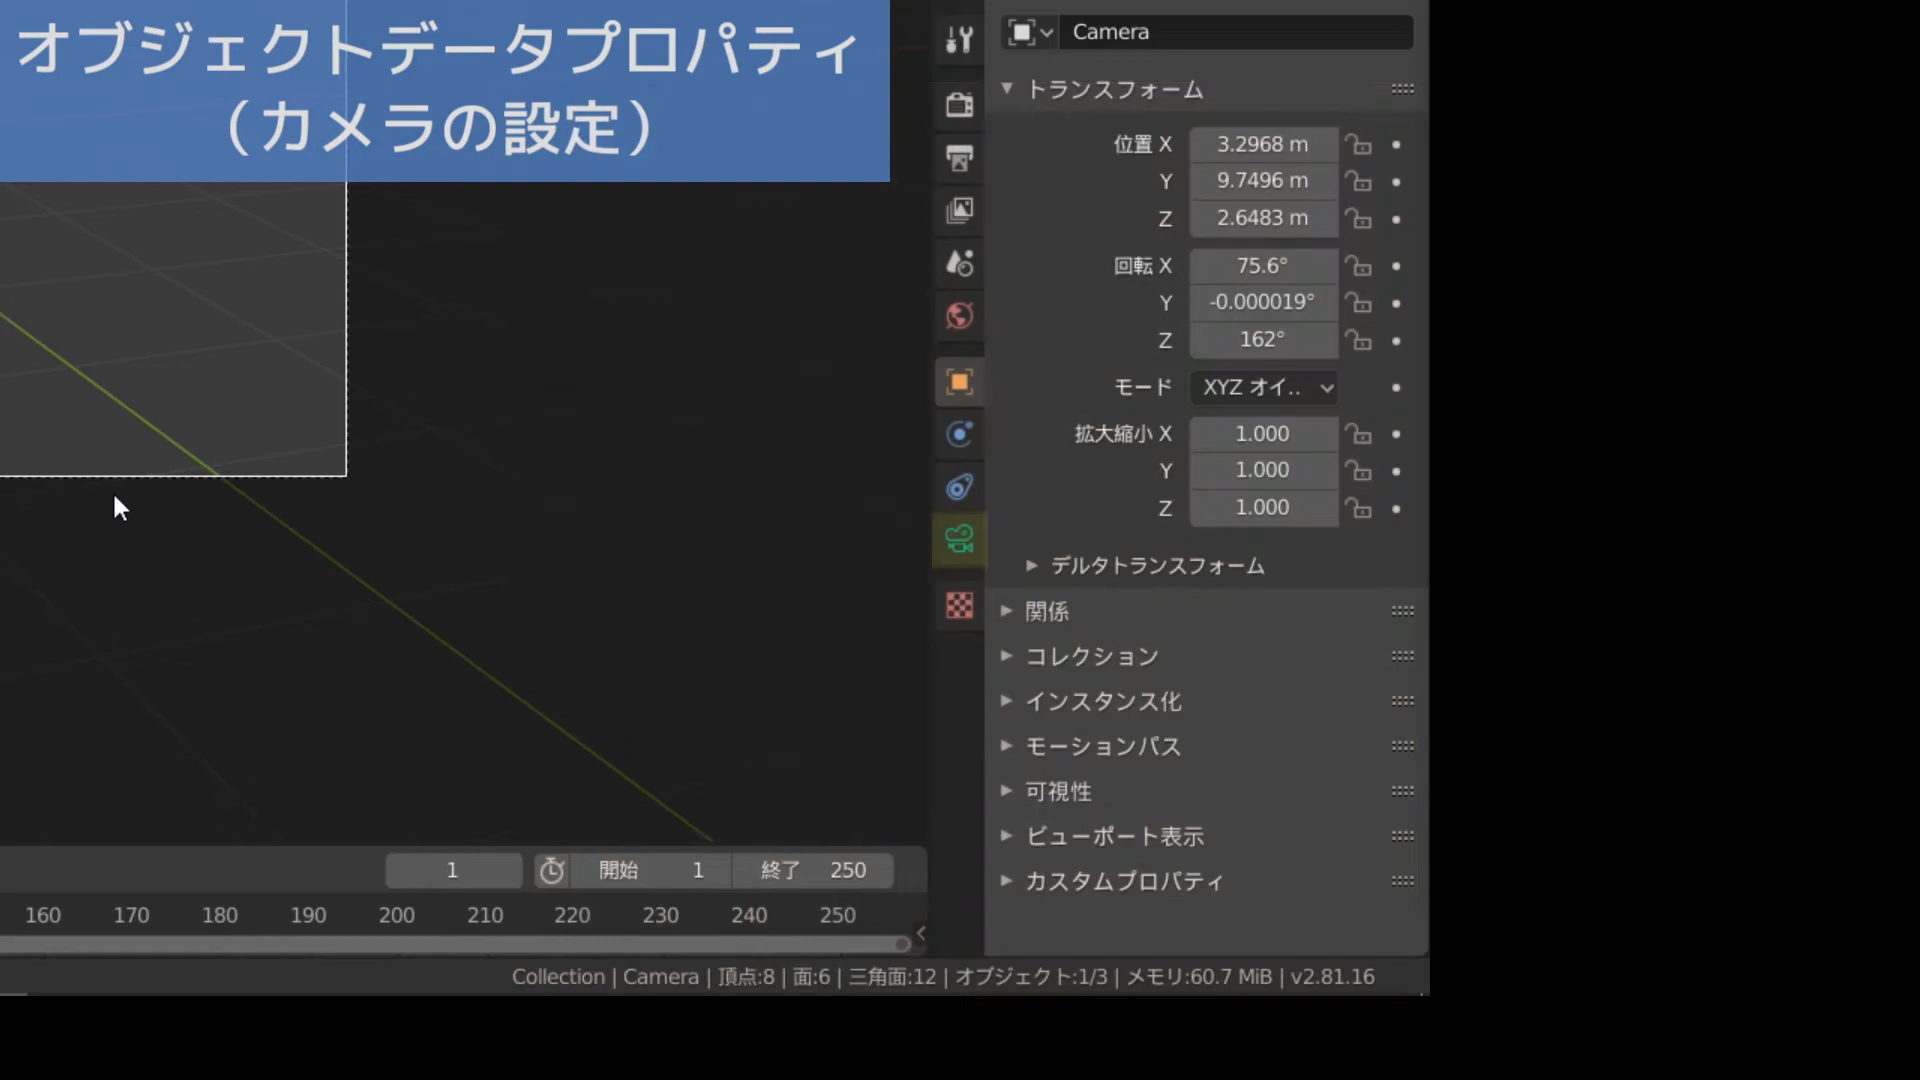 オブジェクトデータプロパティ
（カメラの設定）
Camera
トランスフォーム
位置 X 3.2968 m
Y 9.7496 m
Z 2.6483 m
回転 X 75.6°
Y -0.000019°
Z 162°
モード XYZ オイ..
拡大縮小 X 1.000
Y 1.000
Z 1.000
デルタトランスフォーム
関係
コレクション
インスタンス化
モーションパス
可視性
ビューポート表示
カスタムプロパティ
1 開始 1 終了 250
160 170 180 190 200 210 220 230 240 250
Collection | Camera | 頂点:8 | 面:6 | 三角面:12 | オブジェクト:1/3 | メモリ:60.7 MiB | v2.81.16